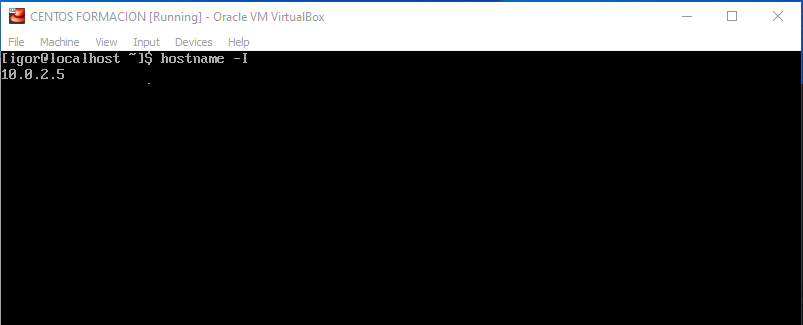 CENTOS FORMACION [Running] - Oracle VM VirtualBox
File Machine View Input Devices Help
[igor@localhost ~]$ hostname -I
10.0.2.5